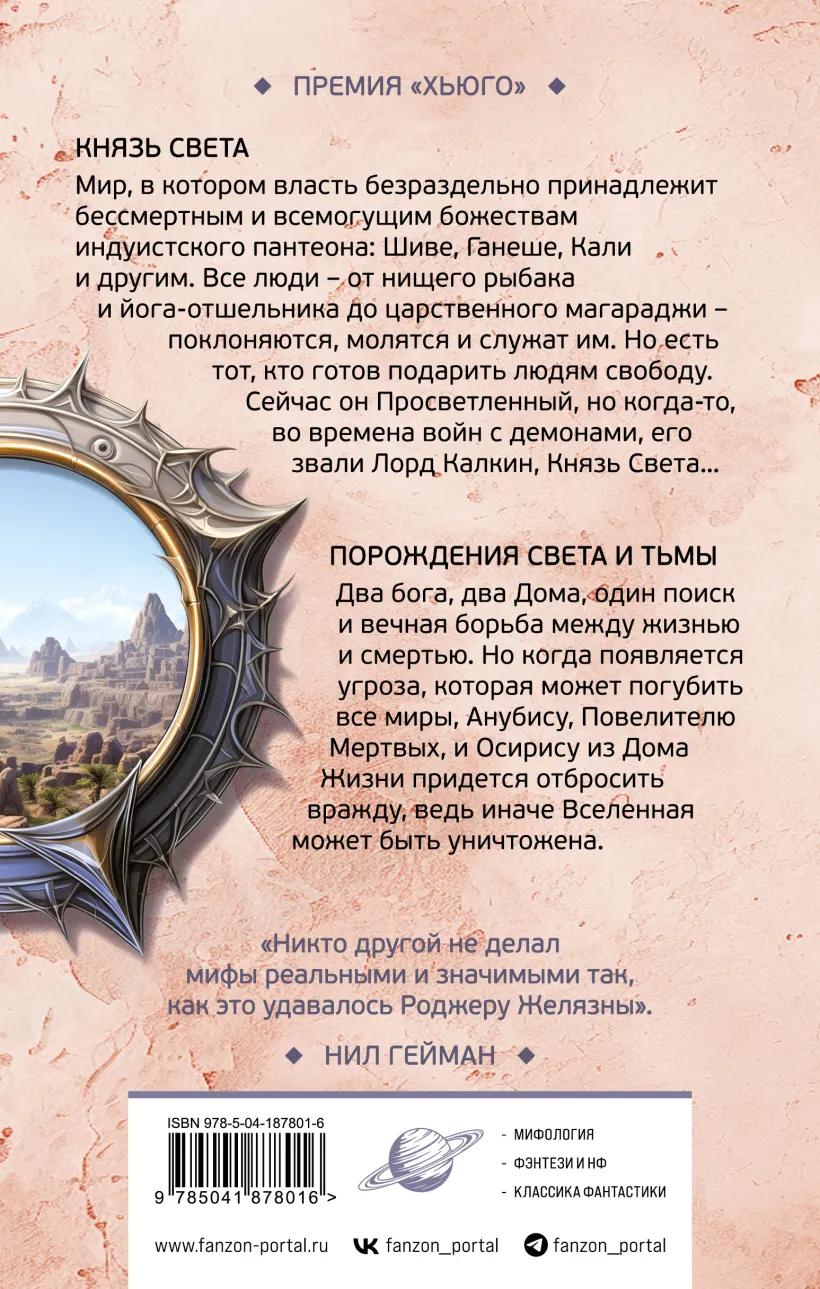 ◆ ПРЕМИЯ «ХЬЮГО» ◆
КНЯЗЬ СВЕТА
Мир, в котором власть безраздельно принадлежит
бессмертным и всемогущим божествам
индуистского пантеона: Шиве, Ганеше, Кали
и другим. Все люди – от нищего рыбака
и йога-отшельника до царственного магараджи –
поклоняются, молятся и служат им. Но есть
тот, кто готов подарить людям свободу.
Сейчас он Просветленный, но когда-то,
во времена войн с демонами, его
звали Лорд Калкин, Князь Света...
ПОРОЖДЕНИЯ СВЕТА И ТЬМЫ
Два бога, два Дома, один поиск
и вечная борьба между жизнью
и смертью. Но когда появляется
угроза, которая может погубить
все миры, Анубису, Повелителю
Мертвых, и Осирису из Дома
Жизни придется отбросить
вражду, ведь иначе Вселенная
может быть уничтожена.
«Никто другой не делал
мифы реальными и значимыми так,
как это удавалось Роджеру Желязны».
◆ НИЛ ГЕЙМАН ◆
ISBN 978-5-04-187801-6
9 785041 878016 >
- МИФОЛОГИЯ
- ФЭНТЕЗИ И НФ
- КЛАССИКА ФАНТАСТИКИ
www.fanzon-portal.ru
fanzon_portal
fanzon_portal